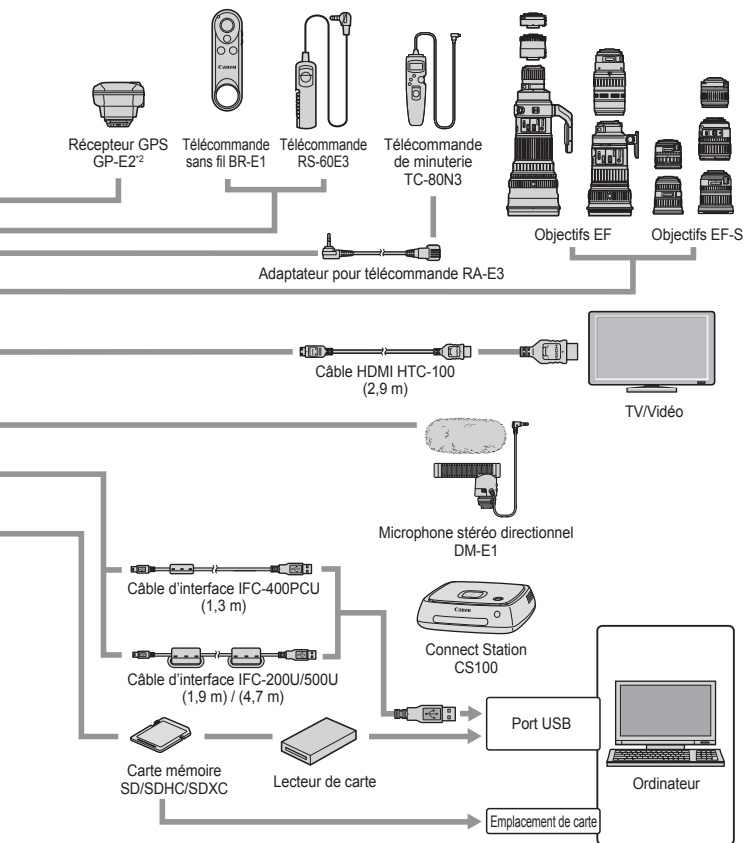 Canon
Récepteur GPS
GP-E2*2
Télécommande
sans fil BR-E1
Télécommande
RS-60E3
Télécommande
de minuterie
TC-80N3
Objectifs EF
Objectifs EF-S
Adaptateur pour télécommande RA-E3
Câble HDMI HTC-100
(2,9 m)
TV/Vidéo
Microphone stéréo directionnel
DM-E1
Câble d’interface IFC-400PCU
(1,3 m)
Canon
Connect Station
CS100
Câble d’interface IFC-200U/500U
(1,9 m) / (4,7 m)
Port USB
Carte mémoire
SD/SDHC/SDXC
Lecteur de carte
Ordinateur
Emplacement de carte